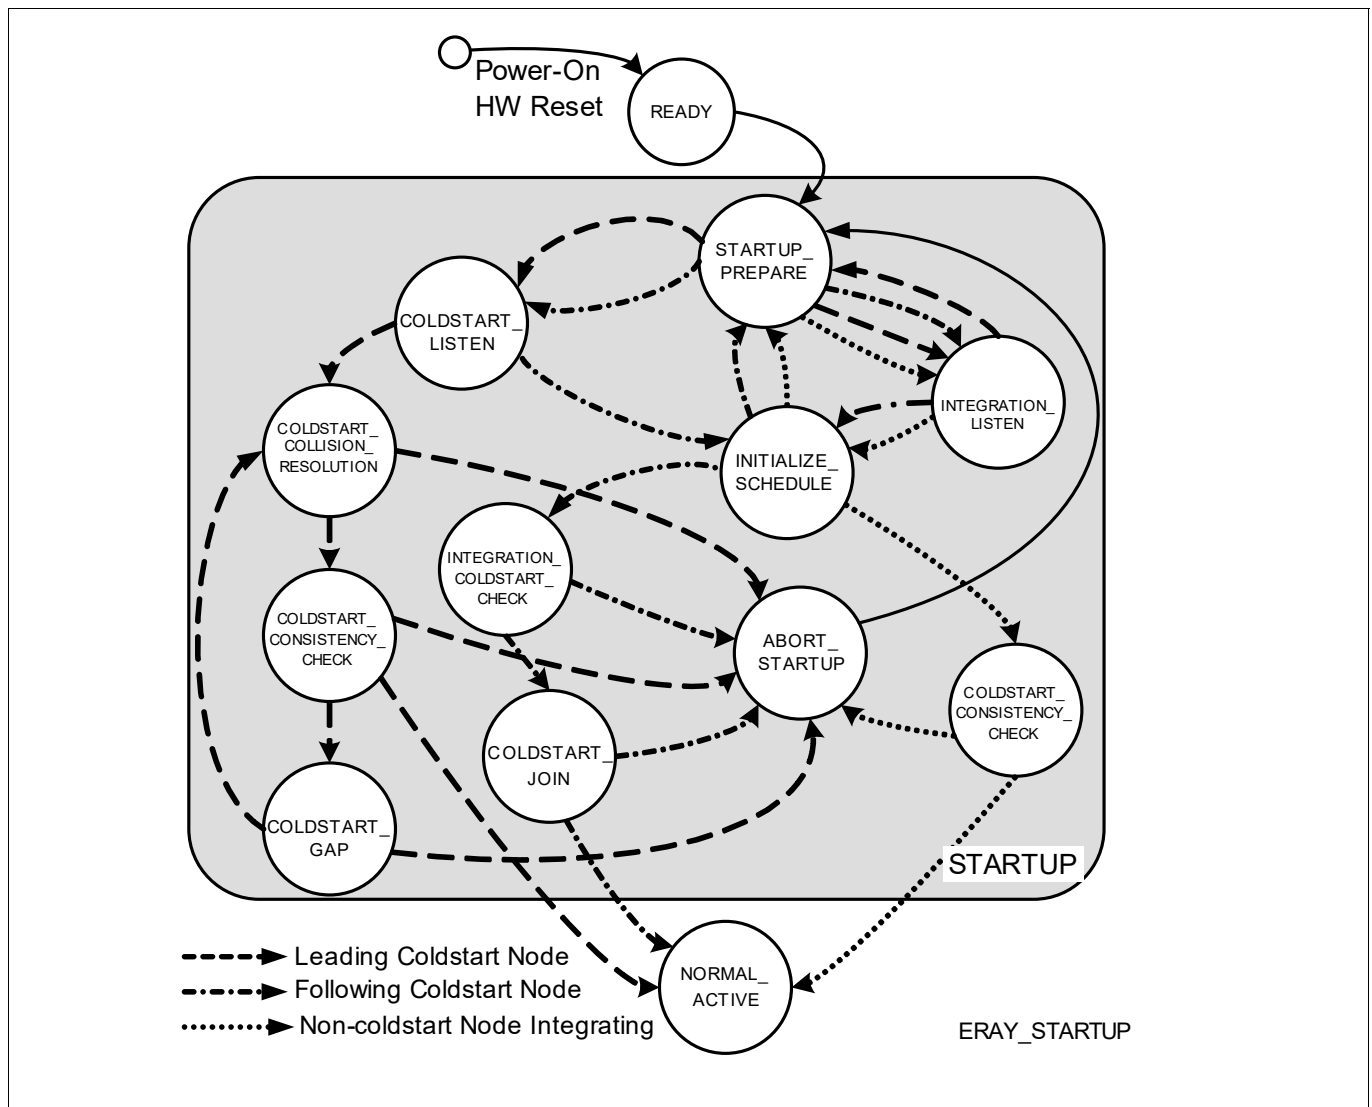 Power-On
HW Reset
READY
STARTUP_
PREPARE
COLDSTART_
LISTEN
INTEGRATION_
LISTEN
COLDSTART_
COLLISION_
RESOLUTION
INITIALIZE_
SCHEDULE
INTEGRATION_
COLDSTART_
CHECK
COLDSTART_
CONSISTENCY_
CHECK
ABORT_
STARTUP
COLDSTART_
CONSISTENCY_
CHECK
COLDSTART_
JOIN
COLDSTART_
GAP
STARTUP
Leading Coldstart Node
Following Coldstart Node
Non-coldstart Node Integrating
NORMAL_
ACTIVE
ERAY_STARTUP